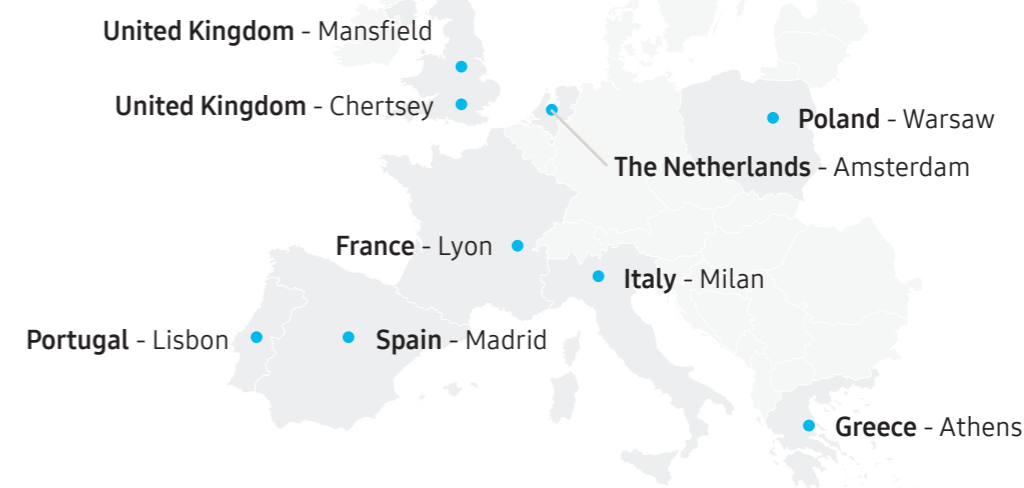 United Kingdom - Mansfield
United Kingdom - Chertsey
Poland - Warsaw
The Netherlands - Amsterdam
France - Lyon
Italy - Milan
Portugal - Lisbon
Spain - Madrid
Greece - Athens